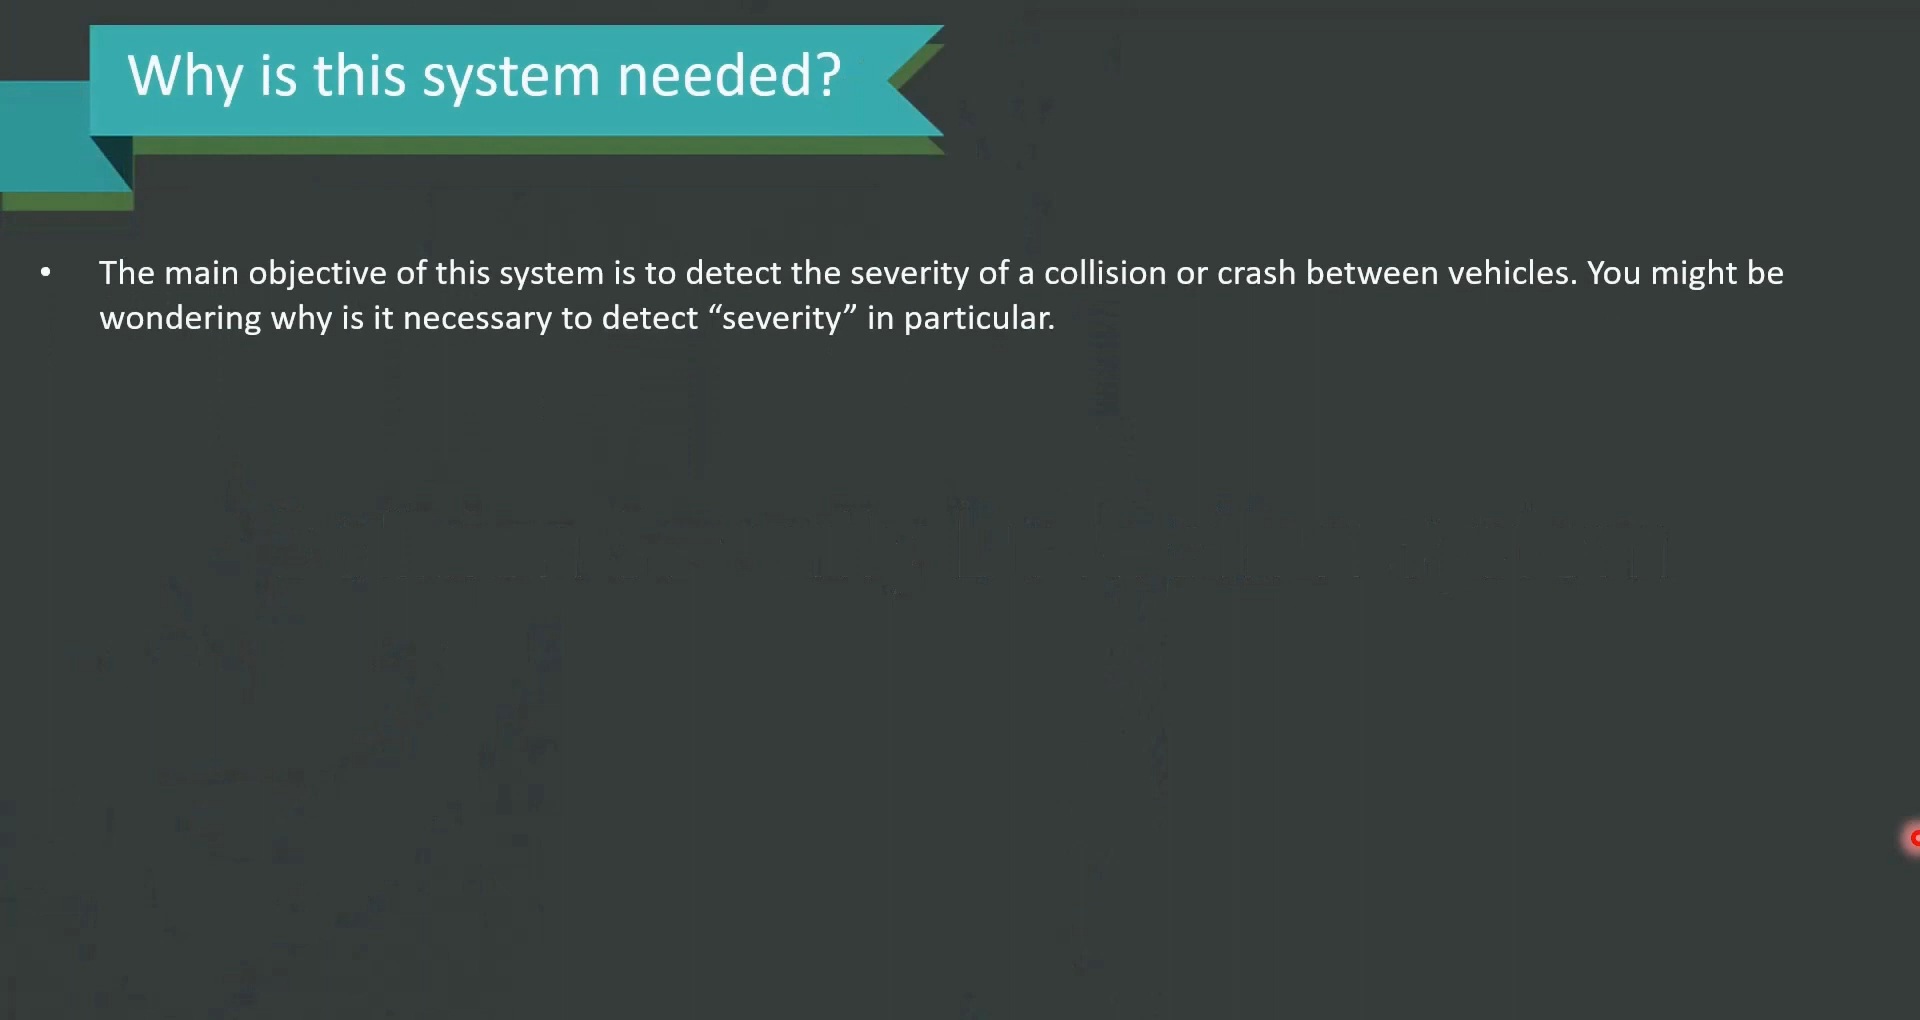 Why is this system needed?
• The main objective of this system is to detect the severity of a collision or crash between vehicles. You might be
wondering why is it necessary to detect “severity” in particular.